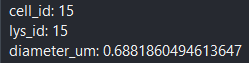 cell_id: 15
lys_id: 15
diameter_um: 0.6881860494613647